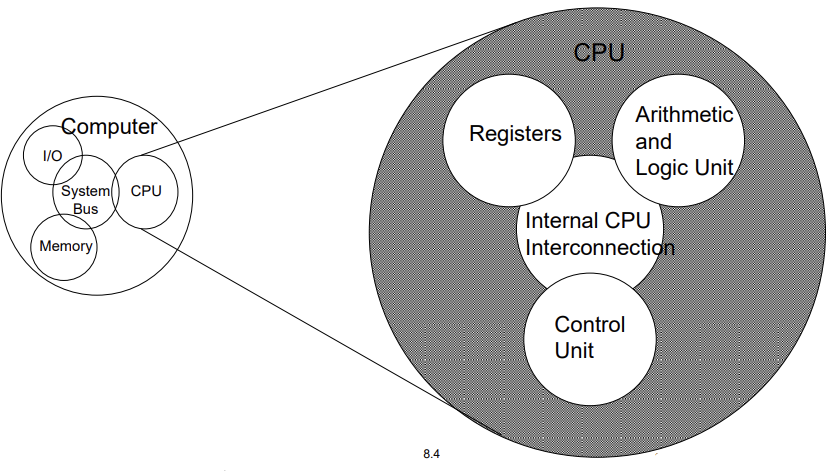 Computer
I/O
System
Bus
CPU
Memory
CPU
Registers
Arithmetic
and
Logic Unit
Internal CPU
Interconnection
Control
Unit
8.4